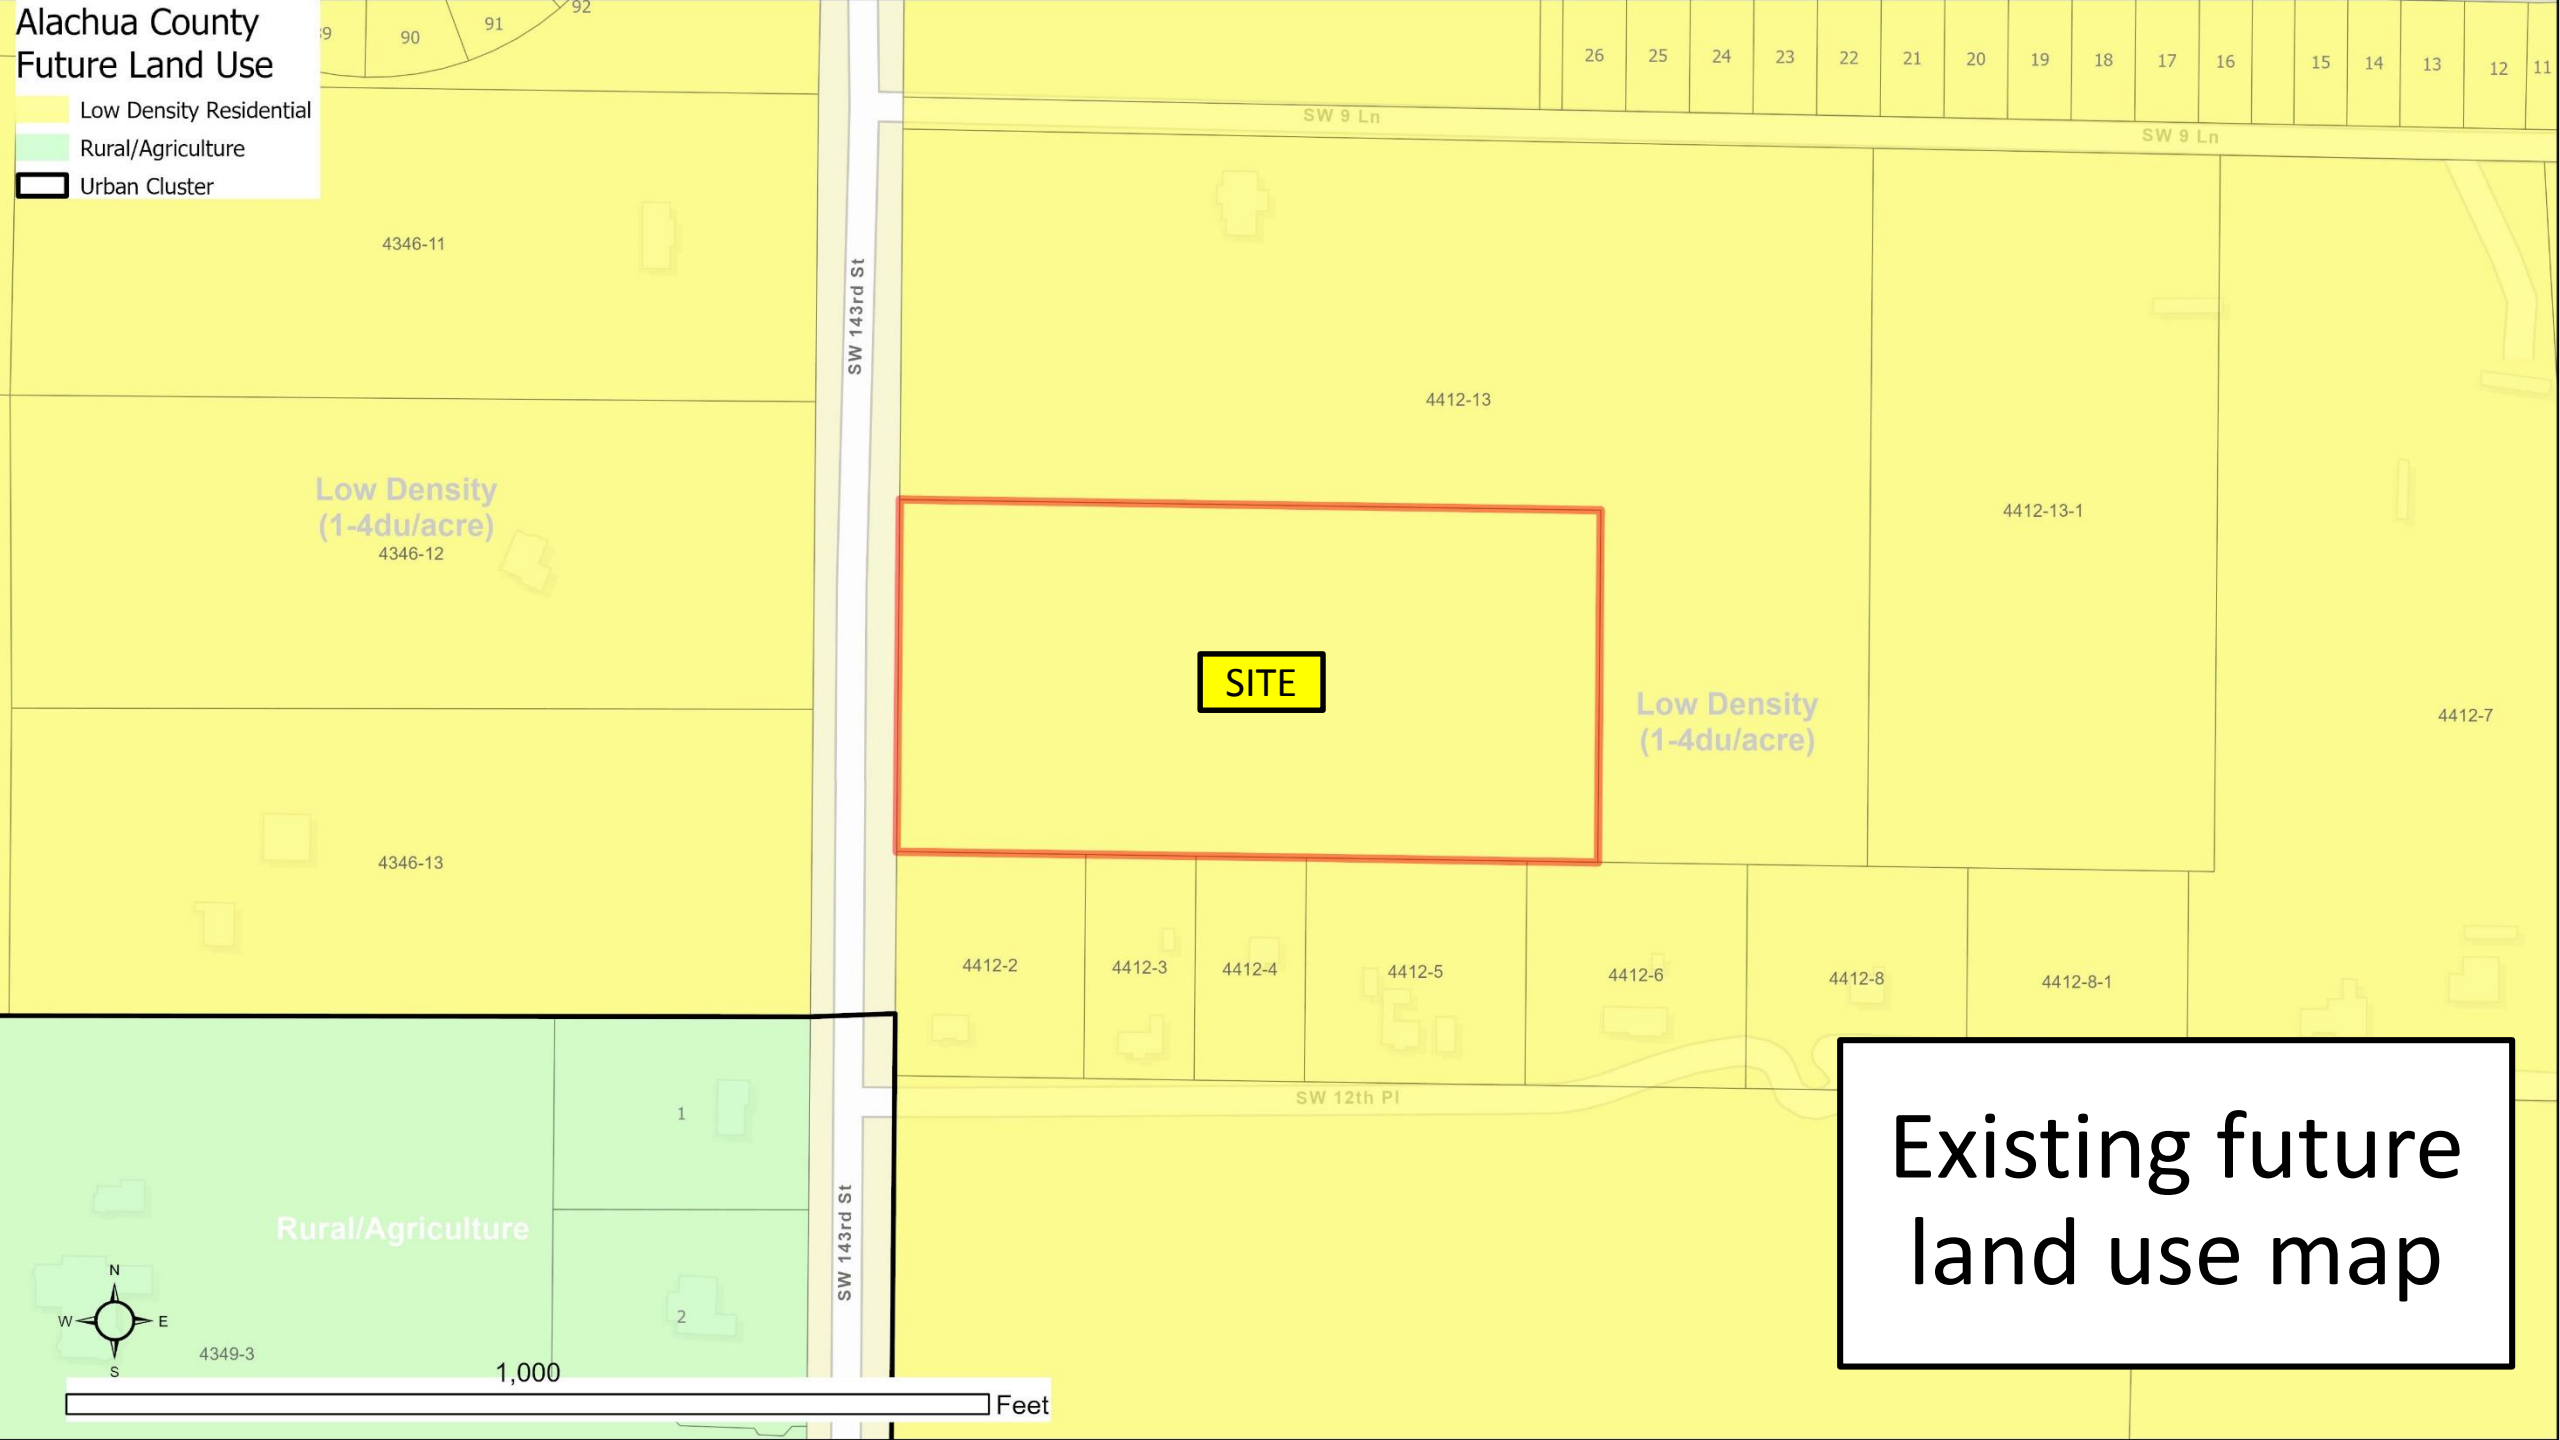 Alachua County
Future Land Use
Low Density Residential
Rural/Agriculture
Urban Cluster
90
91
92
26
25
24
23
22
21
20
19
18
17
16
15
14
13
12
11
SW 9 Ln
SW 9 Ln
4346-11
SW 143rd St
4412-13
Low Density
(1-4du/acre)
4346-12
4412-13-1
SITE
Low Density
(1-4du/acre)
4412-7
4346-13
4412-2
4412-3
4412-4
4412-5
4412-6
4412-8
4412-8-1
SW 12th Pl
1
Rural/Agriculture
SW 143rd St
2
N
W
E
S
4349-3
1,000
Feet
Existing future
land use map